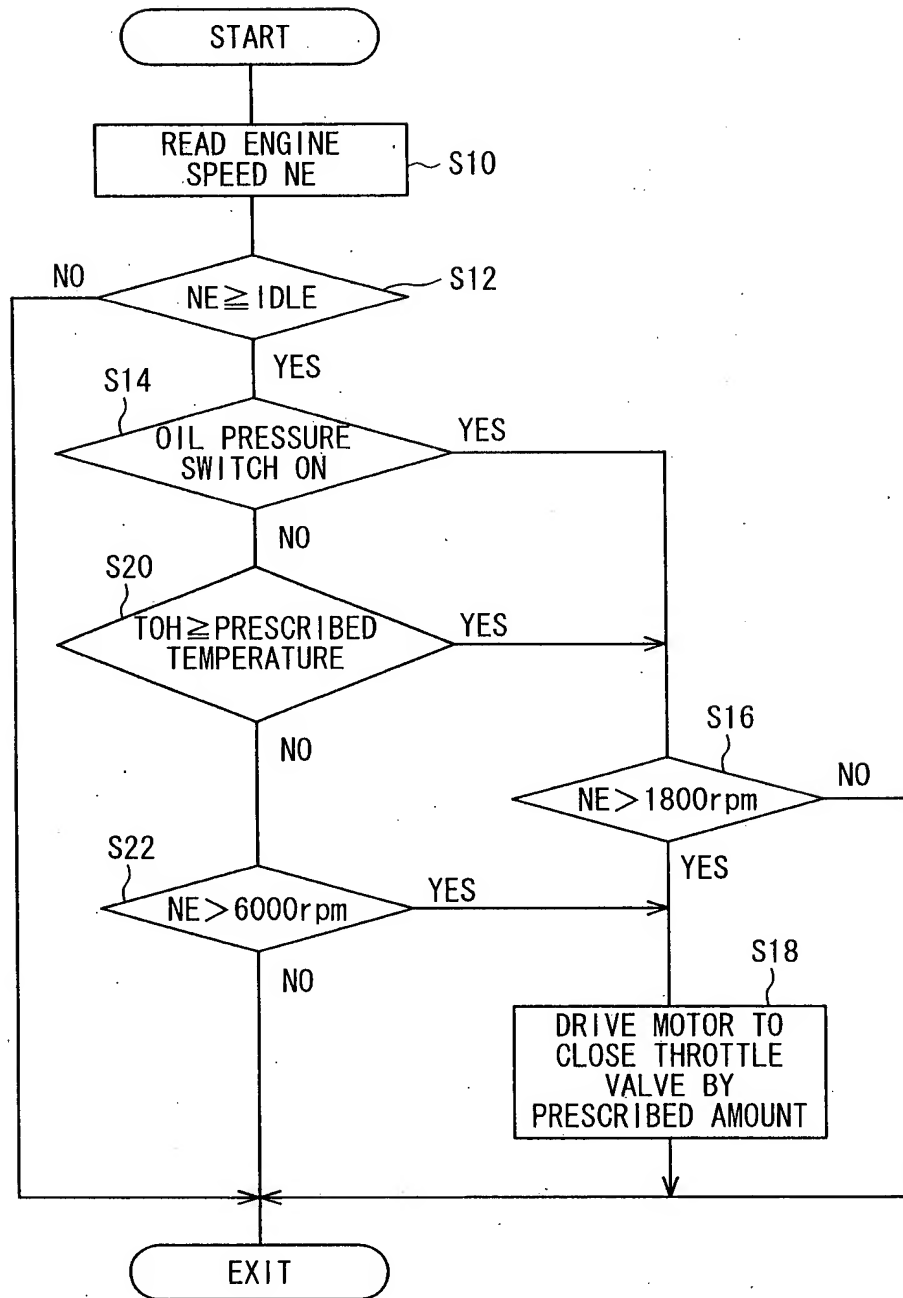 START
READ ENGINE
SPEED NE
S10
NO
NE≧IDLE
S12
YES
S14
OIL PRESSURE
SWITCH ON
YES
NO
S20
TOH≧PRESCRIBED
TEMPERATURE
YES
NO
S16
NE>1800rpm
NO
YES
S22
NE>6000rpm
YES
NO
S18
DRIVE MOTOR TO
CLOSE THROTTLE
VALVE BY
PRESCRIBED AMOUNT
EXIT